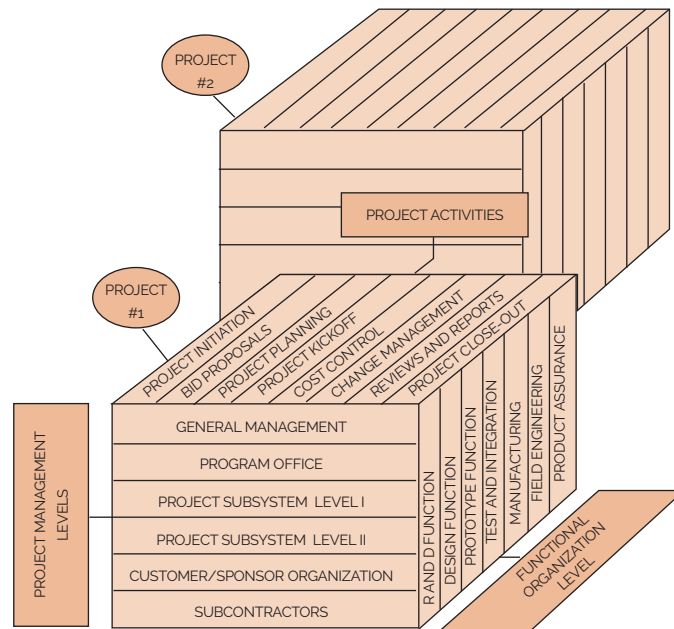 PROJECT
#2
PROJECT ACTIVITIES
PROJECT
#1
PROJECT INITIATION
BID PROPOSALS
PROJECT PLANNING
PROJECT KICKOFF
COST CONTROL
CHANGE MANAGEMENT
REVIEWS AND REPORTS
PROJECT CLOSE-OUT
PROJECT MANAGEMENT
LEVELS
GENERAL MANAGEMENT
PROGRAM OFFICE
PROJECT SUBSYSTEM LEVEL I
PROJECT SUBSYSTEM LEVEL II
CUSTOMER/SPONSOR ORGANIZATION
SUBCONTRACTORS
R AND D FUNCTION
DESIGN FUNCTION
PROTOTYPE FUNCTION
TEST AND INTEGRATION
MANUFACTURING
FIELD ENGINEERING
PRODUCT ASSURANCE
FUNCTIONAL
ORGANIZATION
LEVEL